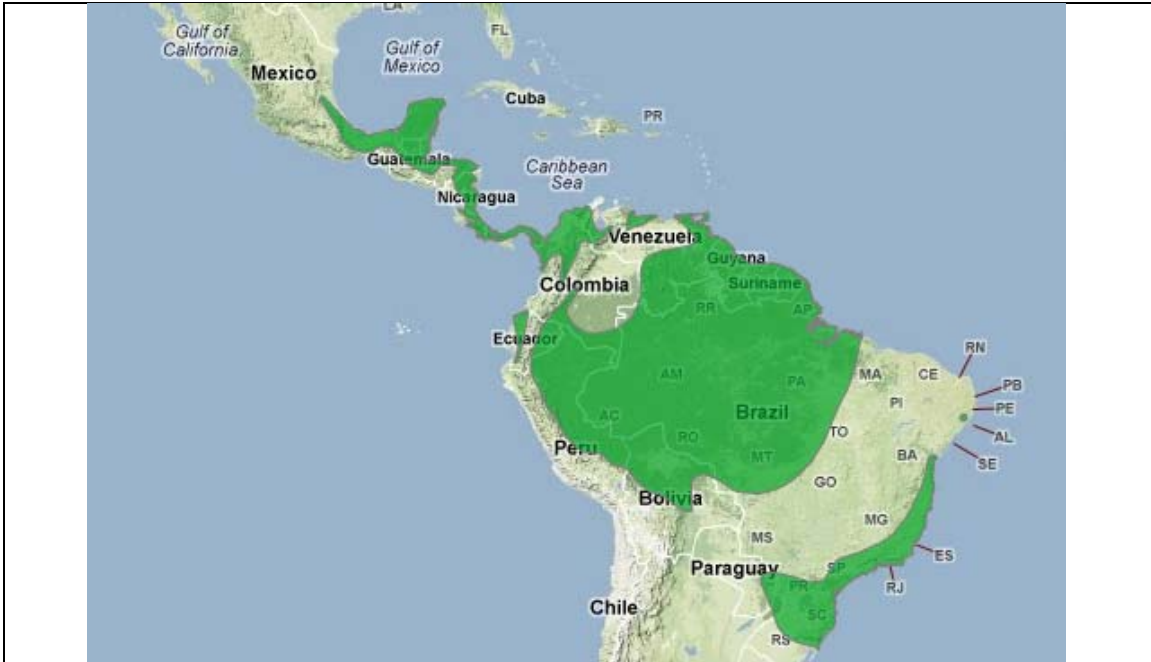 LA
FL
Gulf of
California
Gulf of
Mexico
Mexico
Cuba
PR
Guatemala
Caribbean
Sea
Nicaragua
Venezuela
Guyana
Colombia
Suriname
RR
AP
Ecuador
RN
MA
CE
AM
PA
PB
PI
PE
AC
Brazil
TO
AL
RO
Peru
MT
BA
SE
GO
Bolivia
MG
MS
ES
Paraguay
SP
PR
RJ
Chile
SC
RS